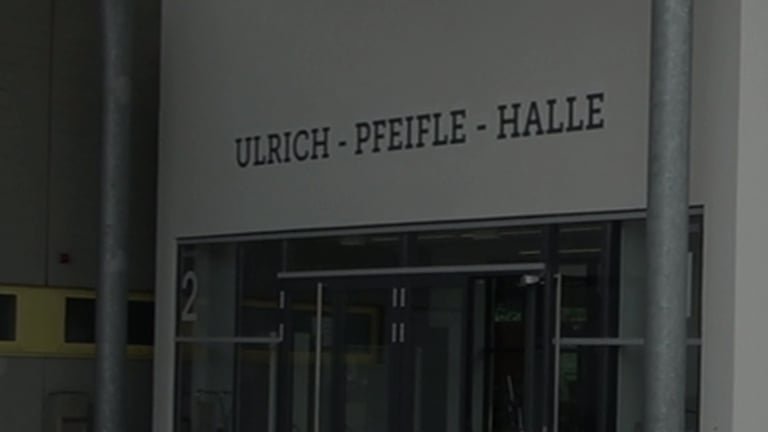 ULRICH - PFEIFLE - HALLE
2